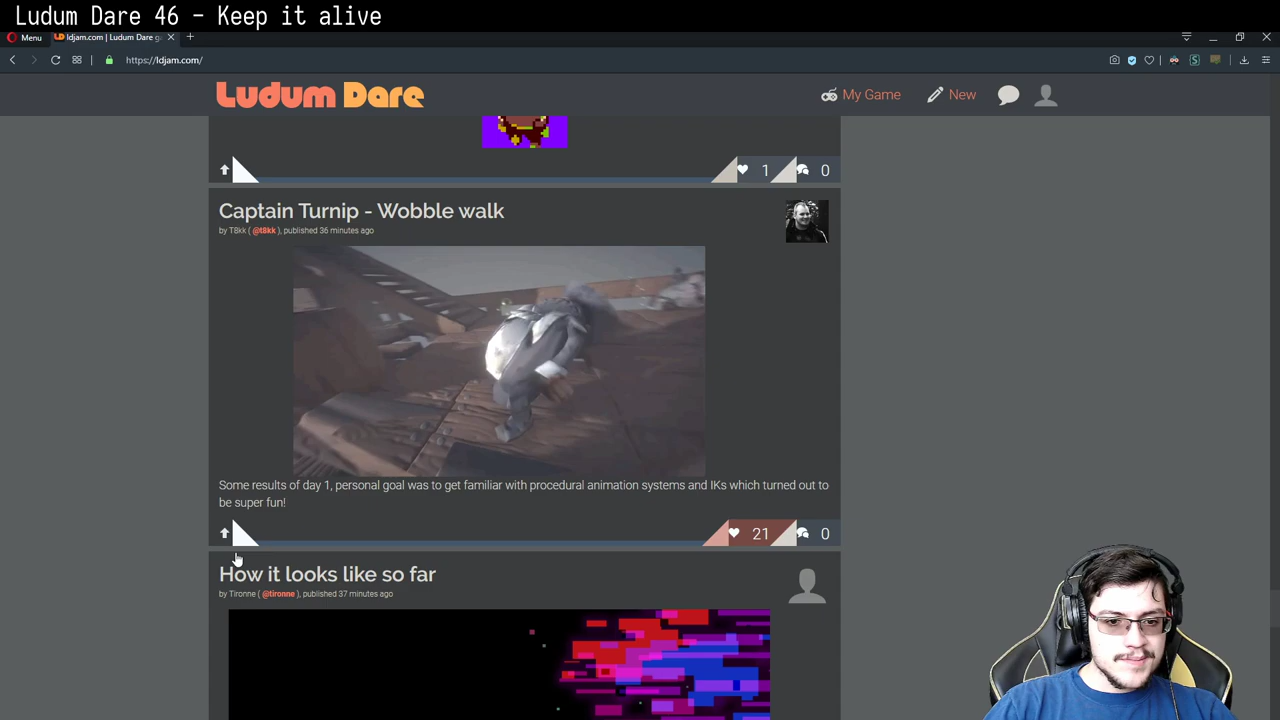 Ludum Dare 46 - Keep it alive
Menu
ldjam.com | Ludum Dare g
https://ldjam.com/
Ludum Dare
My Game
New
1
0
Captain Turnip - Wobble walk
by T8kk ( @t8kk ), published 36 minutes ago
Some results of day 1, personal goal was to get familiar with procedural animation systems and IKs which turned out to
be super fun!
21
0
How it looks like so far
by Tironne ( @tironne ), published 37 minutes ago